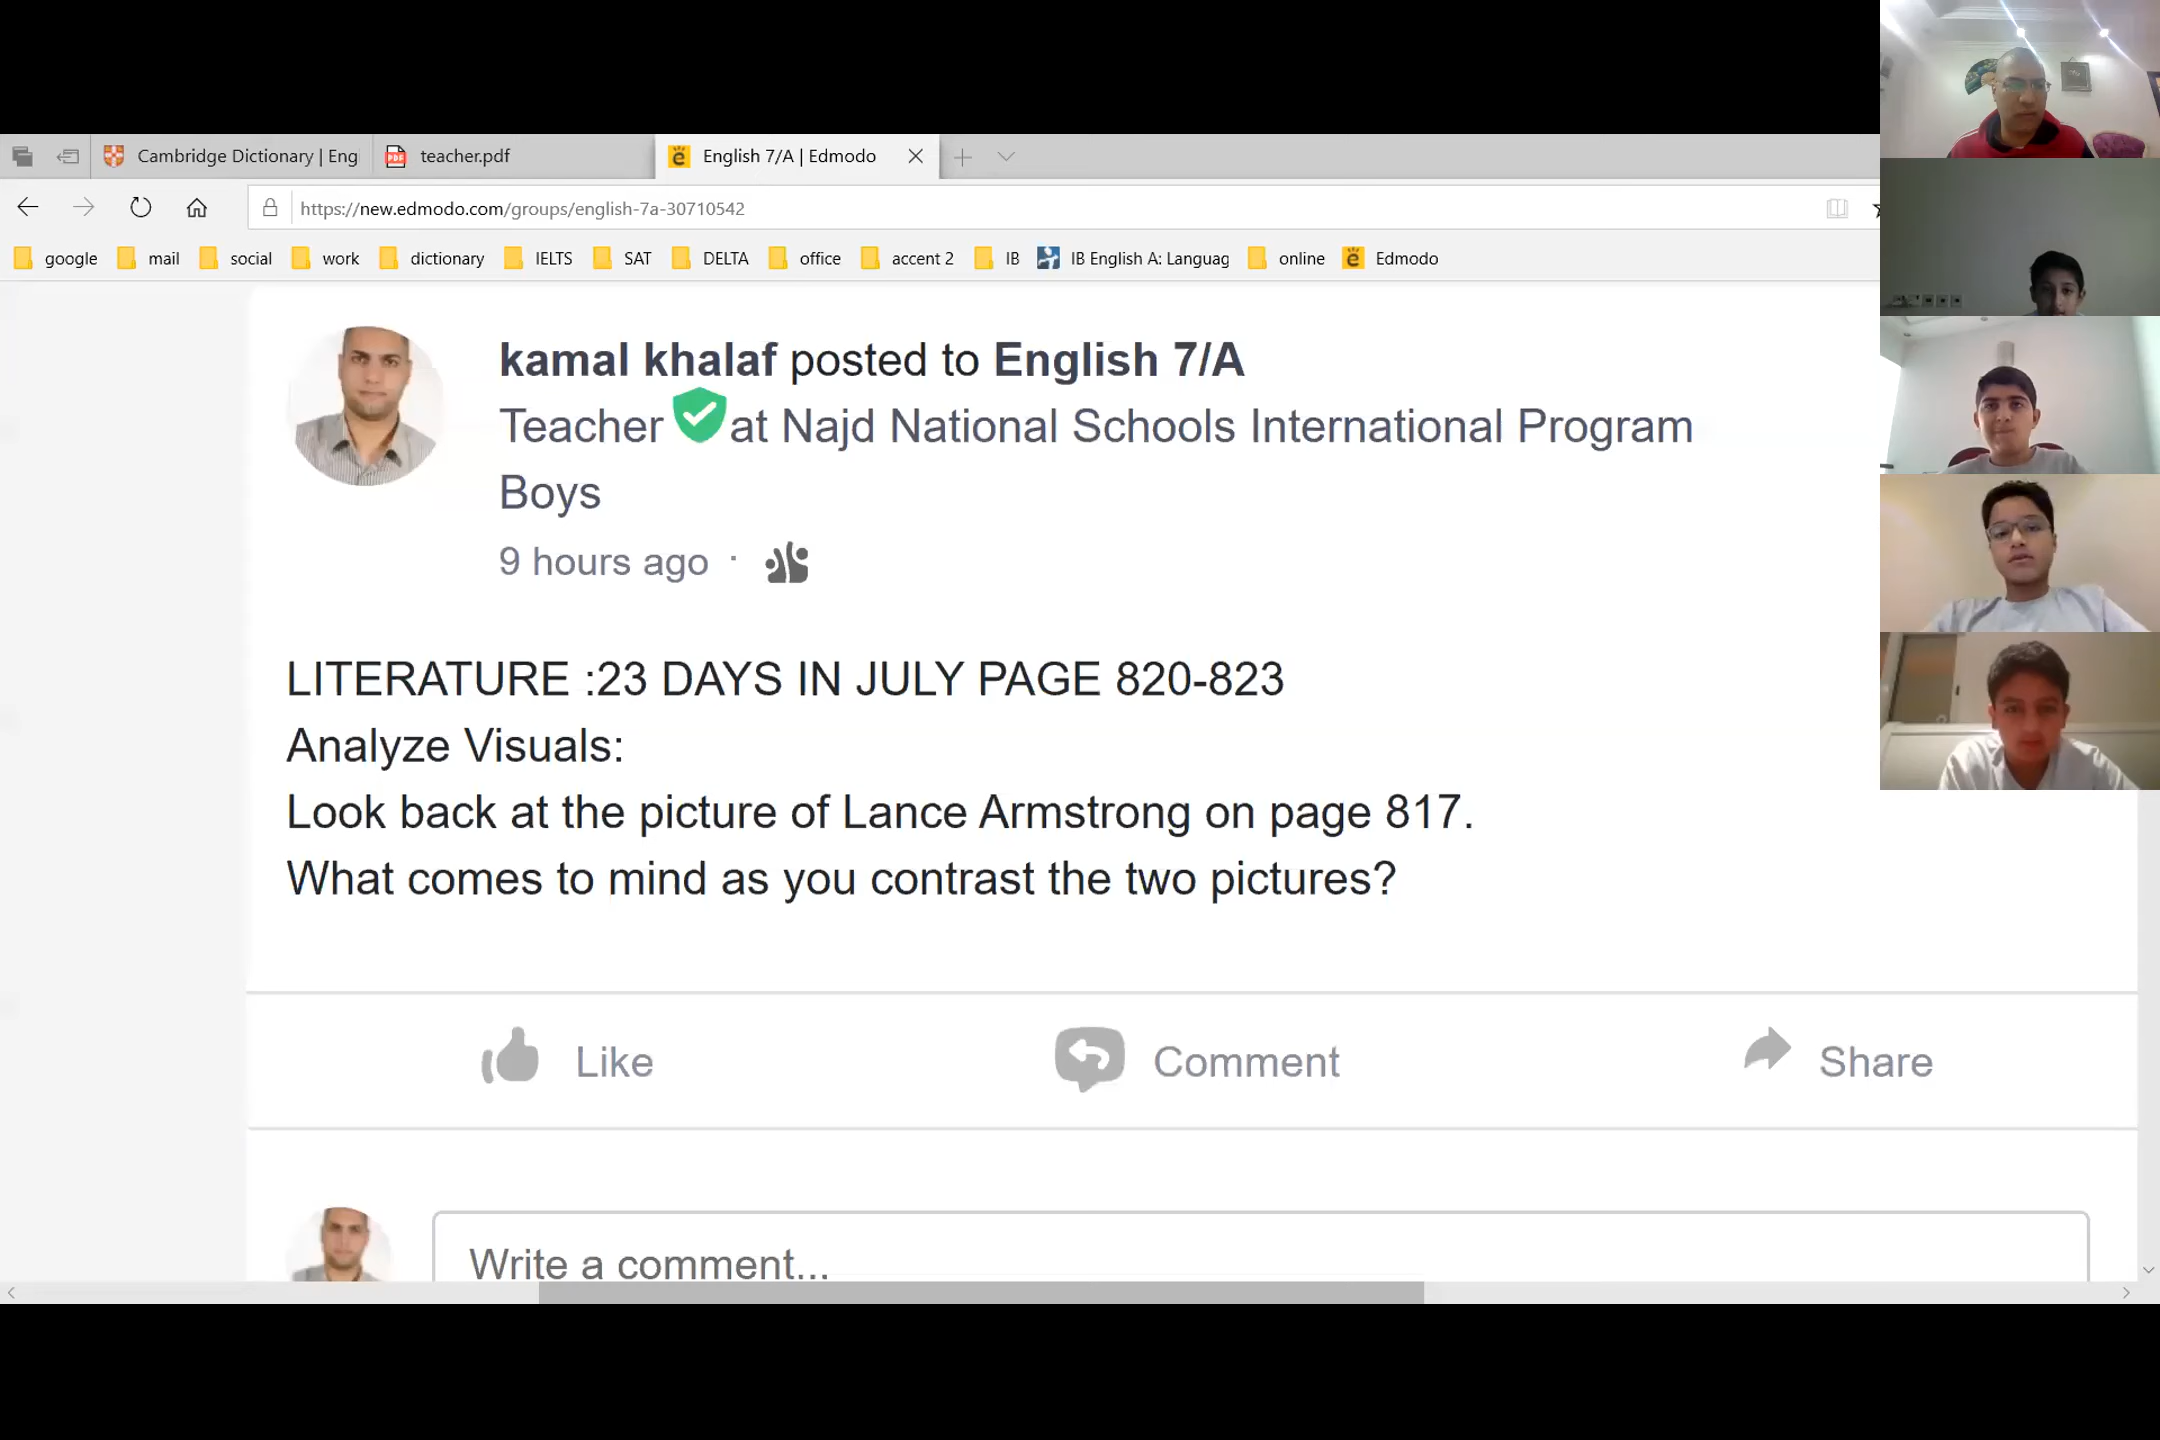 Cambridge Dictionary | Eng
teacher.pdf
English 7/A | Edmodo
https://new.edmodo.com/groups/english-7a-30710542
google mail social work dictionary IELTS SAT DELTA office accent 2 IB IB English A: Languag online Edmodo
kamal khalaf posted to English 7/A
Teacher at Najd National Schools International Program
Boys
9 hours ago ·
LITERATURE :23 DAYS IN JULY PAGE 820-823
Analyze Visuals:
Look back at the picture of Lance Armstrong on page 817.
What comes to mind as you contrast the two pictures?
Like Comment Share
Write a comment...